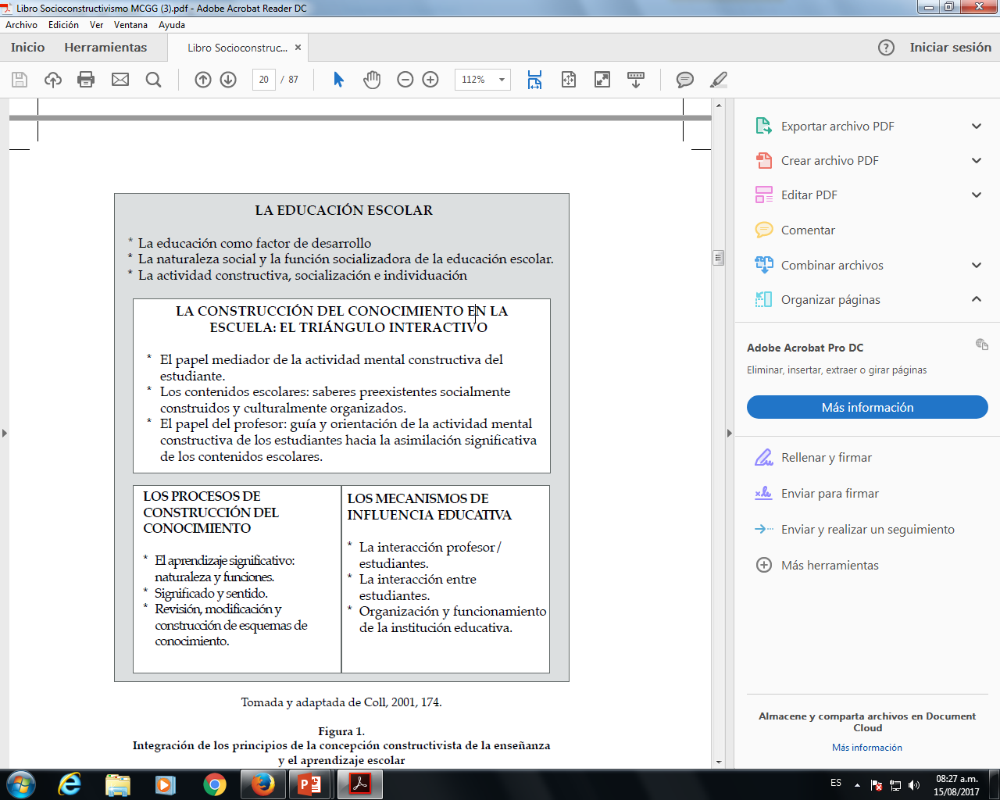 Libro Socioconstructivismo MCGG (3).pdf - Adobe Acrobat Reader DC
Archivo Edición Ver Ventana Ayuda
Inicio Herramientas Libro Socioconstruc... × ? Iniciar sesión
20 / 87 112%
LA EDUCACIÓN ESCOLAR
* La educación como factor de desarrollo
* La naturaleza social y la función socializadora de la educación escolar.
* La actividad constructiva, socialización e individuación
LA CONSTRUCCIÓN DEL CONOCIMIENTO EN LA
ESCUELA: EL TRIÁNGULO INTERACTIVO
* El papel mediador de la actividad mental constructiva del
estudiante.
* Los contenidos escolares: saberes preexistentes socialmente
construidos y culturalmente organizados.
* El papel del profesor: guía y orientación de la actividad mental
constructiva de los estudiantes hacia la asimilación significativa
de los contenidos escolares.
LOS PROCESOS DE
CONSTRUCCIÓN DEL
CONOCIMIENTO
* El aprendizaje significativo:
naturaleza y funciones.
* Significado y sentido.
* Revisión, modificación y
construcción de esquemas de
conocimiento.
LOS MECANISMOS DE
INFLUENCIA EDUCATIVA
* La interacción profesor/
estudiantes.
* La interacción entre
estudiantes.
* Organización y funcionamiento
de la institución educativa.
Tomada y adaptada de Coll, 2001, 174.
Figura 1.
Integración de los principios de la concepción constructivista de la enseñanza
y el aprendizaje escolar
Exportar archivo PDF
Crear archivo PDF
Editar PDF
Comentar
Combinar archivos
Organizar páginas
Adobe Acrobat Pro DC
Eliminar, insertar, extraer o girar páginas
Más información
Rellenar y firmar
Enviar para firmar
Enviar y realizar un seguimiento
Más herramientas
Almacene y comparta archivos en Document
Cloud
Más información
ES
08:27 a.m.
15/08/2017